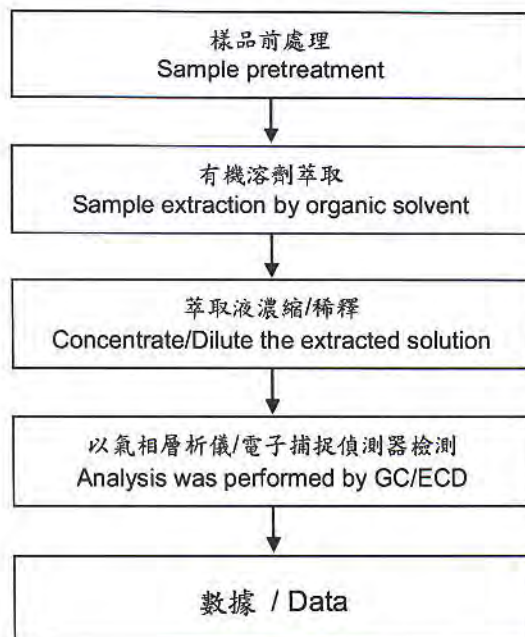 樣品前處理
Sample pretreatment
有機溶劑萃取
Sample extraction by organic solvent
萃取液濃縮/稀釋
Concentrate/Dilute the extracted solution
以氣相層析儀/電子捕捉偵測器檢測
Analysis was performed by GC/ECD
數據 / Data